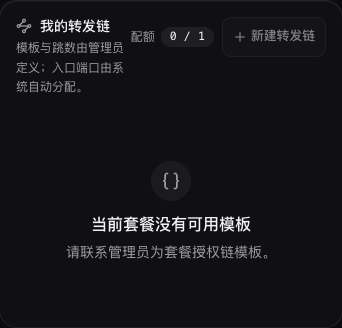 我的转发链
模板与跳数由管理员
定义；入口端口由系
统自动分配。
配额 0 / 1
+ 新建转发链
{}
当前套餐没有可用模板
请联系管理员为套餐授权链模板。